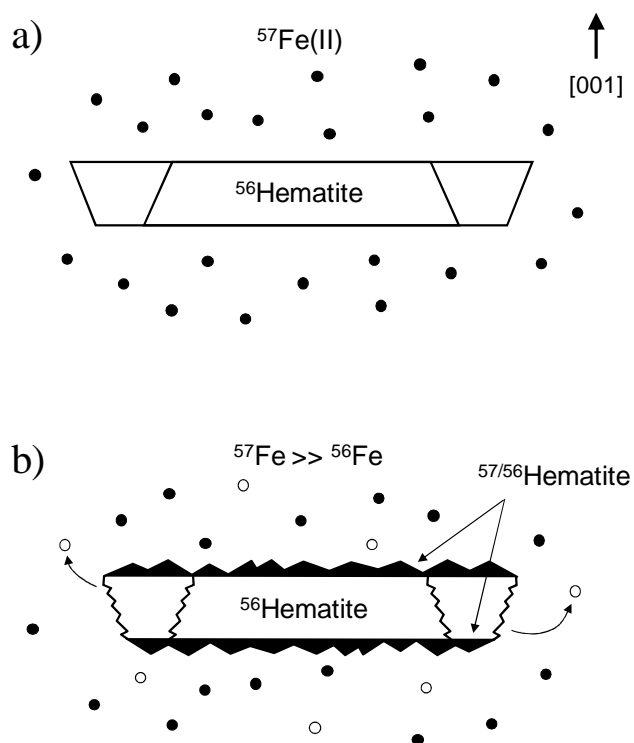 a)
⁵⁷Fe(II)
[001]
⁵⁶Hematite
b)
⁵⁷Fe >> ⁵⁶Fe
⁵⁷/⁵⁶Hematite
⁵⁶Hematite